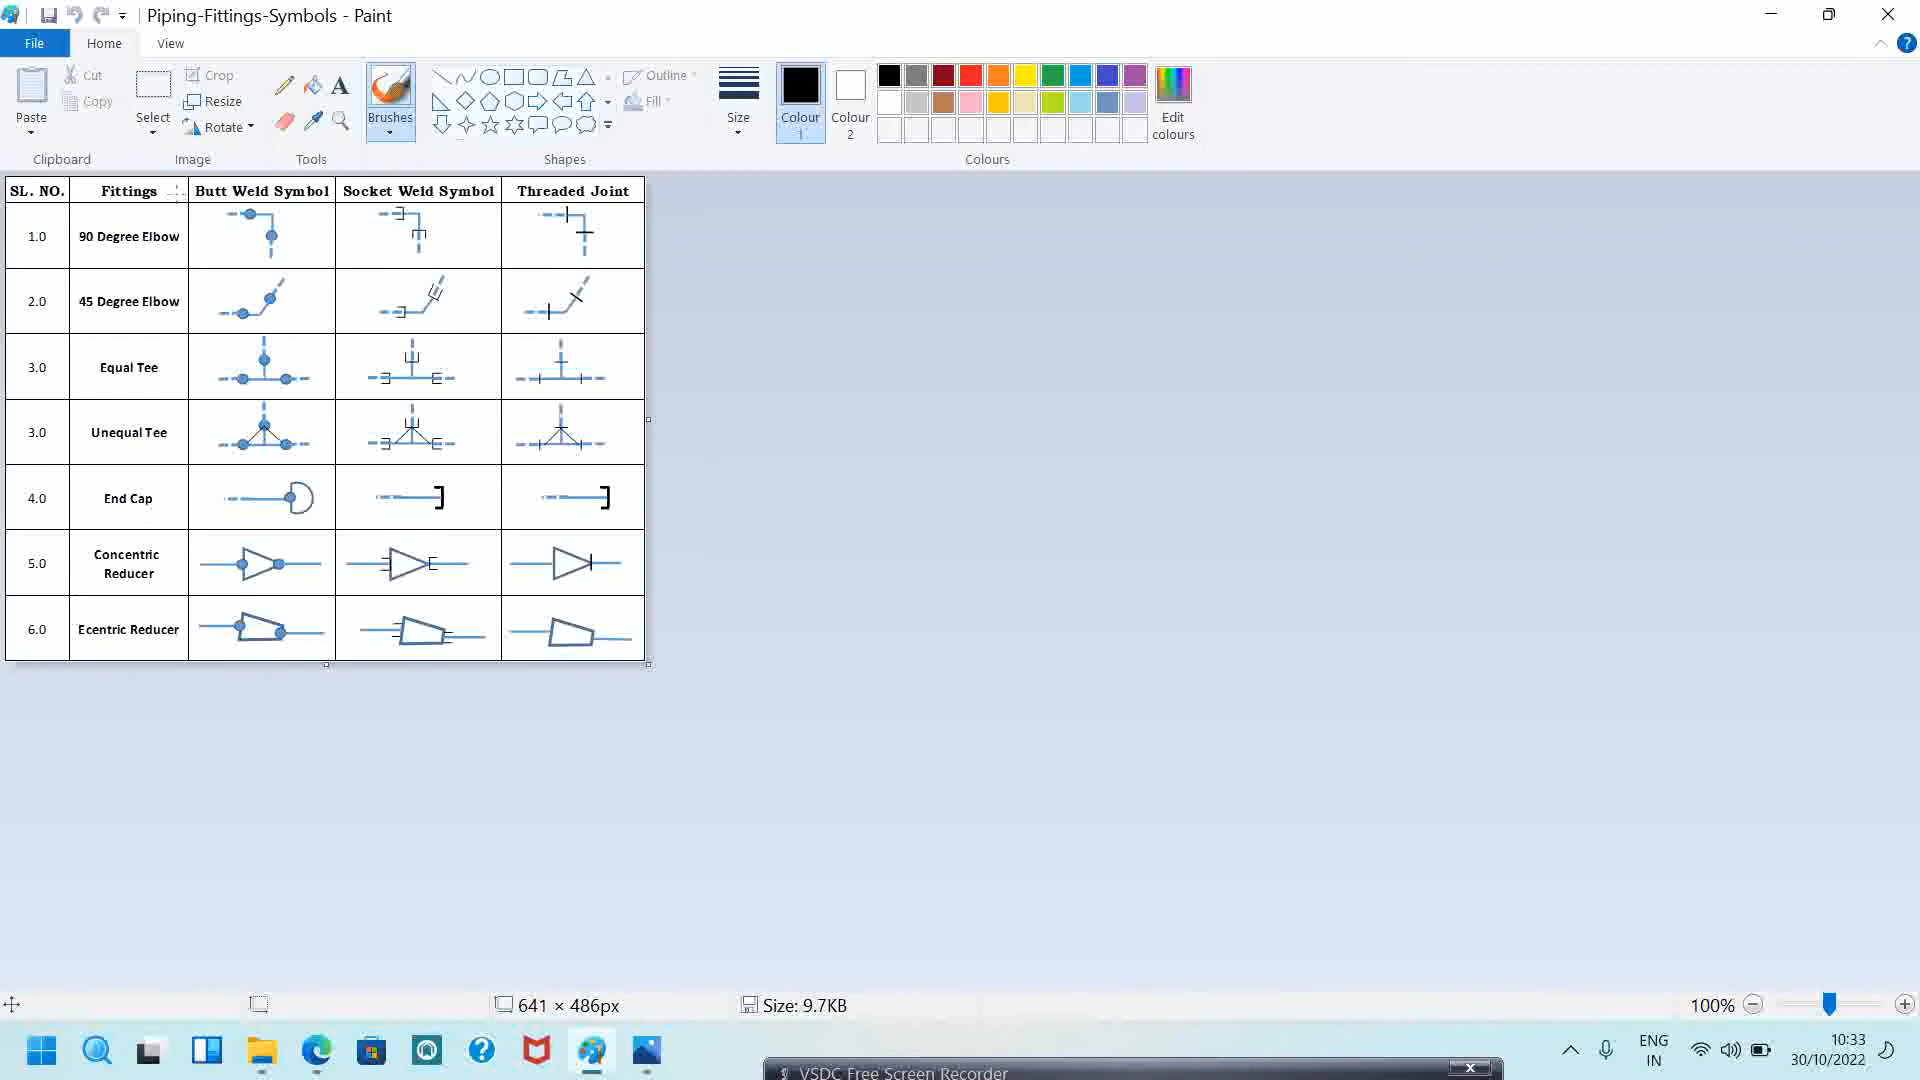 Piping-Fittings-Symbols - Paint
File Home View
Paste
Cut
Copy
Clipboard
Select
Crop
Resize
Rotate
Image
A
Tools
Brushes
Outline
Fill
Shapes
Size
Colour 1
Colour 2
Edit colours
Colours
SL. NO. Fittings Butt Weld Symbol Socket Weld Symbol Threaded Joint
1.0 90 Degree Elbow
2.0 45 Degree Elbow
3.0 Equal Tee
3.0 Unequal Tee
4.0 End Cap
5.0 Concentric Reducer
6.0 Ecentric Reducer
641 × 486px
Size: 9.7KB
100%
ENG
IN
10:33
30/10/2022
VSDC Free Screen Recorder